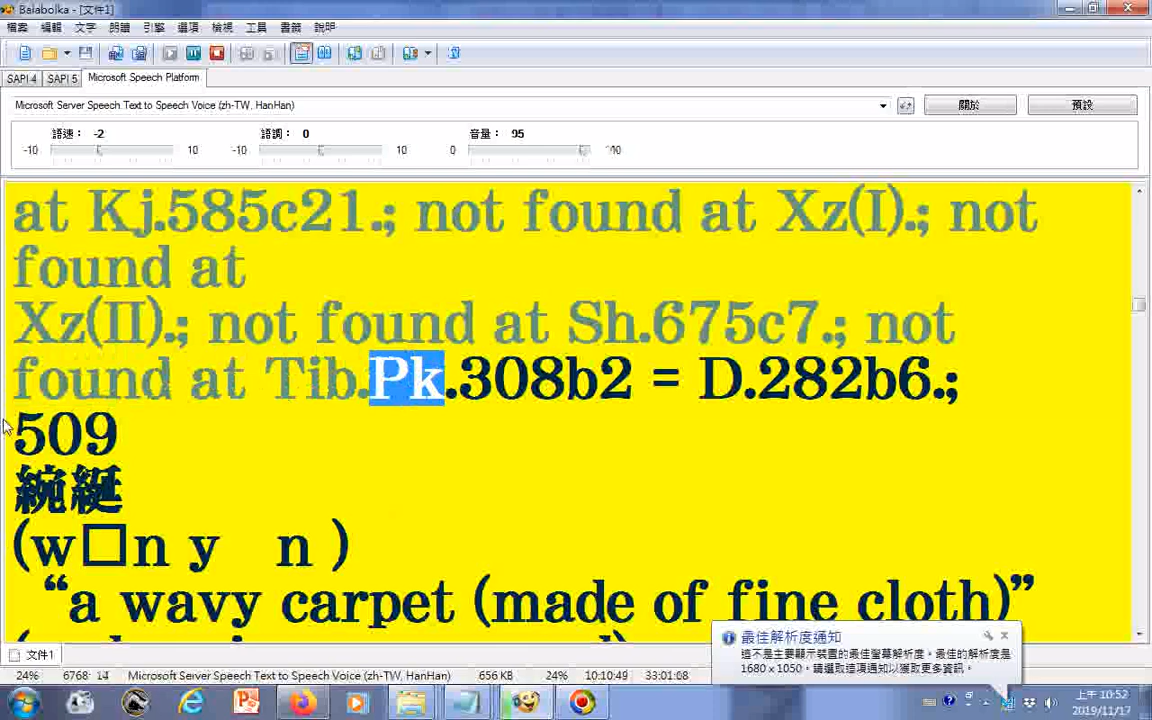 Balabolka - [文件1]
檔案 編輯 文字 朗讀 引擎 選項 檢視 工具 書籤 說明
SAPI 4 SAPI 5 Microsoft Speech Platform
Microsoft Server Speech Text to Speech Voice (zh-TW, HanHan) 關於 預設
語速： -2 語調： 0 音量： 95
-10 10 -10 10 0
at Kj.585c21.; not found at Xz(I).; not
found at
Xz(II).; not found at Sh.675c7.; not
found at Tib.Pk.308b2 = D.282b6.;
509
綩綖
(w□n y n )
“a wavy carpet (made of fine cloth)”
最佳解析度通知
這不是主要顯示裝置的最佳螢幕解析度。最佳的解析度是
1680 x 1050。請選取這項通知以獲取更多資訊。
文件1
24% 6768: 14 Microsoft Server Speech Text to Speech Voice (zh-TW, HanHan) 656 KB 24% 10:10:49 33:01:08
上午 10:52
2019/11/17